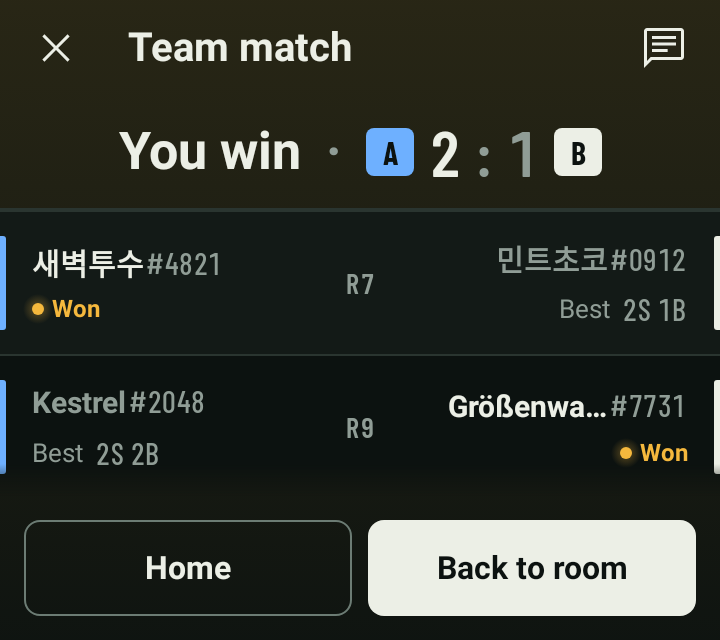 Team match
You win · A 2 : 1 B
새벽투수#4821 R7 민트초코#0912
Won Best 2S 1B
Kestrel#2048 R9 Größenwa…#7731
Best 2S 2B Won
Home Back to room